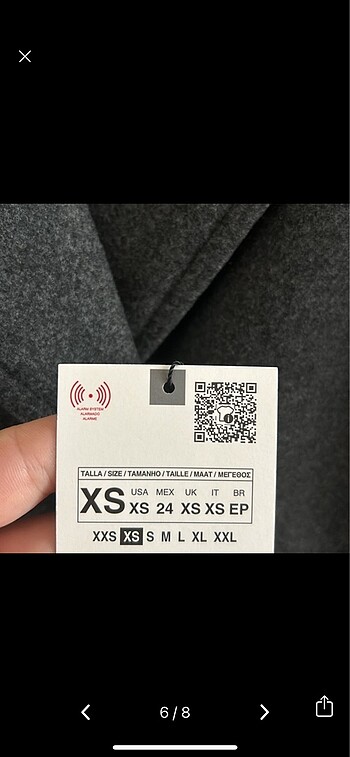 ALARM SYSTEM
ALARMADO
ALARME
TALLA / SIZE / TAMANHO / TAILLE / MAAT / ΜΕΓΕΘΟΣ
XS
USA MEX UK IT BR
XS 24 XS XS EP
XXS XS S M L XL XXL
6 / 8